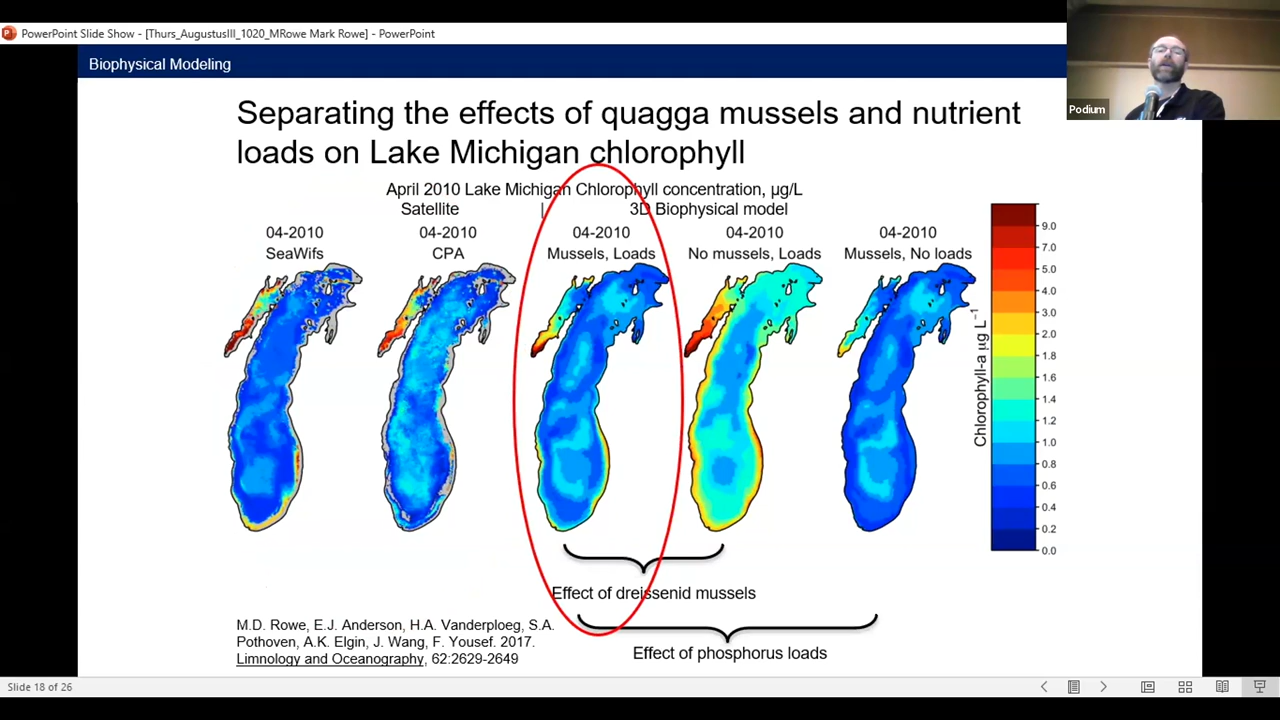 PowerPoint Slide Show - [Thurs_AugustusIII_1020_MRowe Mark Rowe] - PowerPoint
Podium
Biophysical Modeling
Separating the effects of quagga mussels and nutrient
loads on Lake Michigan chlorophyll
April 2010 Lake Michigan Chlorophyll concentration, µg/L
Satellite | 3D Biophysical model
04-2010 04-2010 04-2010 04-2010 04-2010
SeaWifs CPA Mussels, Loads No mussels, Loads Mussels, No loads
9.0
7.0
5.0
4.0
3.0
2.0
1.8
1.6
1.4
1.2
1.0
0.8
0.6
0.4
0.2
0.0
Chlorophyll-a µg L⁻¹
Effect of dreissenid mussels
Effect of phosphorus loads
M.D. Rowe, E.J. Anderson, H.A. Vanderploeg, S.A.
Pothoven, A.K. Elgin, J. Wang, F. Yousef. 2017.
Limnology and Oceanography, 62:2629-2649
Slide 18 of 26